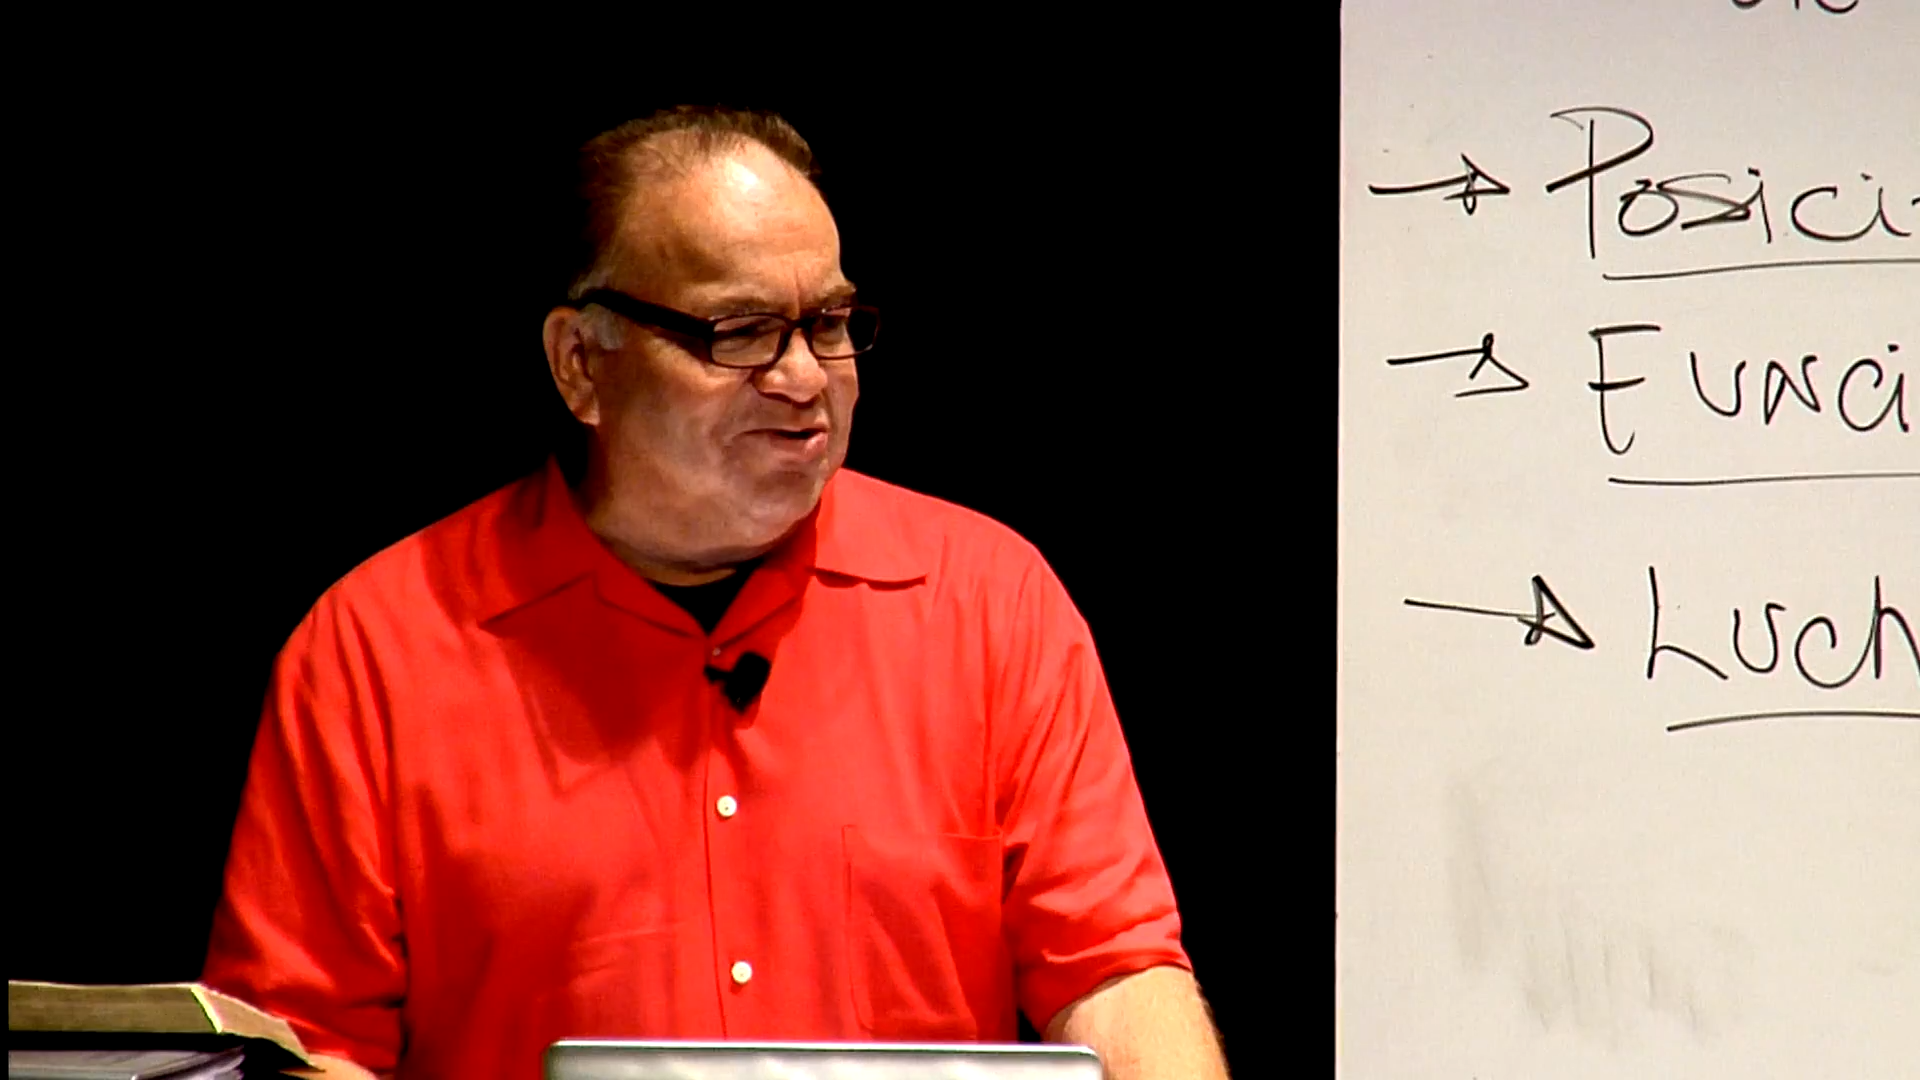 → Posici
→ Funci
→ Luch